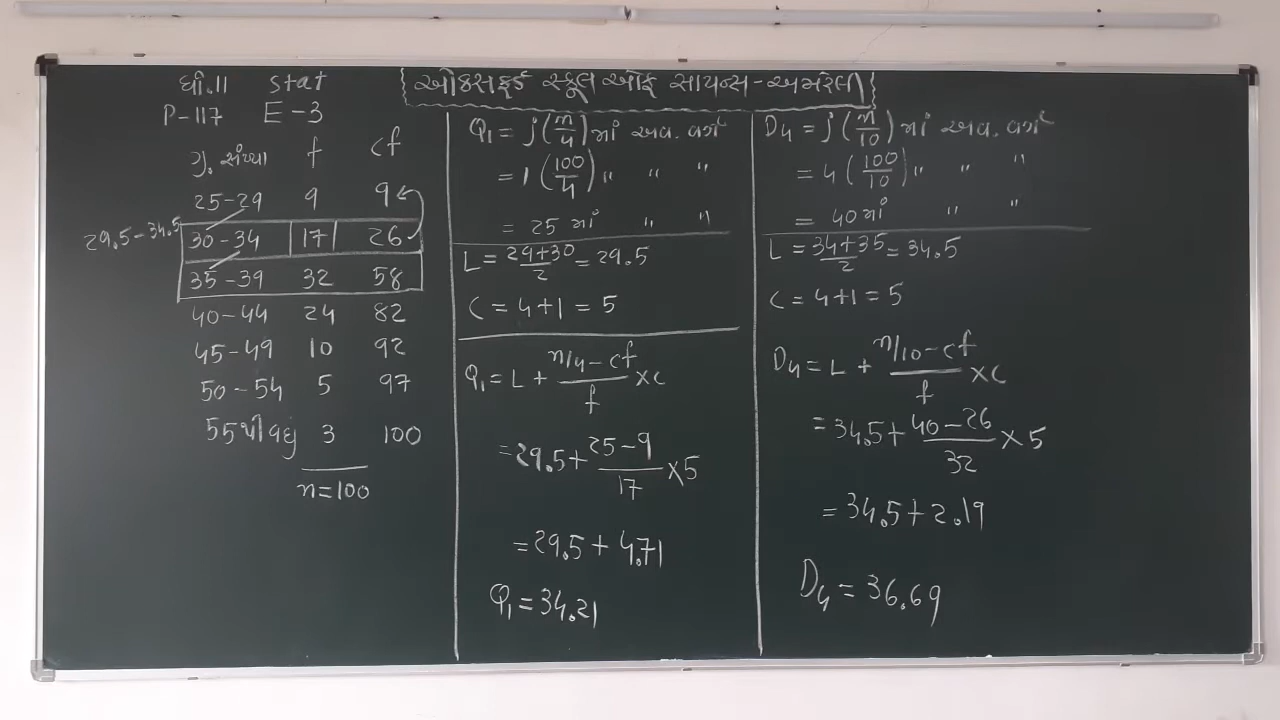 ધો.11 stat
P-117 E-3
{ઓક્સફર્ડ સ્કૂલ ઓફ સાયન્સ-અમરેલી}
ગુ. સંખ્યા f cf
25-29 9 9
29.5-34.5 30-34 17 26
35-39 32 58
40-44 24 82
45-49 10 92
50-54 5 97
55થી વધુ 3 100
n=100
Q₁ = j(n/4)માં અવ. વર્ગ
= 1(100/4) " " "
= 25 માં " "
L = 29+30/2 = 29.5
C = 4+1 = 5
Q₁ = L + n/4-cf/f ×C
= 29.5 + 25-9/17 ×5
= 29.5 + 4.71
Q₁ = 34.21
D₄ = j(n/10)માં અવ. વર્ગ
= 4(100/10) " " "
= 40માં " "
L = 34+35/2 = 34.5
C = 4+1 = 5
D₄ = L + n/10-cf/f ×C
= 34.5 + 40-26/32 ×5
= 34.5 + 2.19
D₄ = 36.69